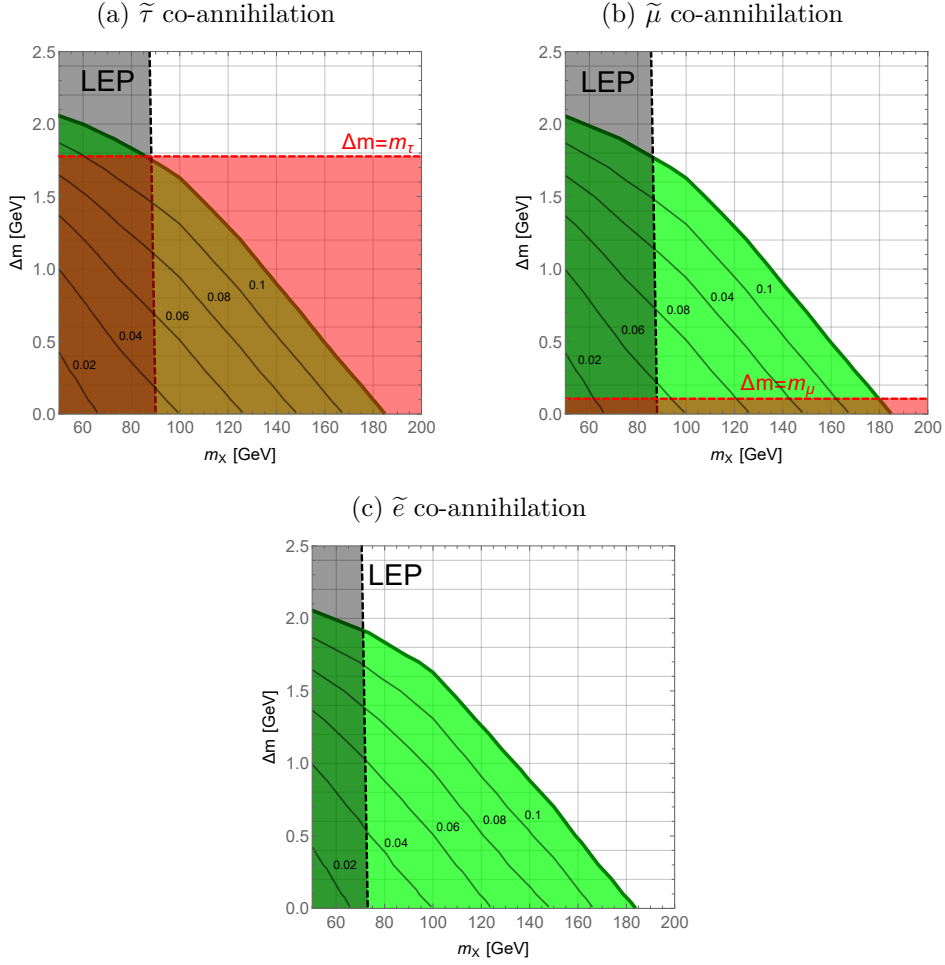 (a) τ̃ co-annihilation
2.5
2.0
1.5
1.0
0.5
0.0
Δm [GeV]
LEP
Δm=m_τ
0.02
0.04
0.06
0.08
0.1
60 80 100 120 140 160 180 200
m_X [GeV]
(b) μ̃ co-annihilation
2.5
2.0
1.5
1.0
0.5
0.0
Δm [GeV]
LEP
Δm=m_μ
0.02
0.06
0.08
0.04
0.1
60 80 100 120 140 160 180 200
m_X [GeV]
(c) ẽ co-annihilation
2.5
2.0
1.5
1.0
0.5
0.0
Δm [GeV]
LEP
0.02
0.04
0.06
0.08
0.1
60 80 100 120 140 160 180 200
m_X [GeV]